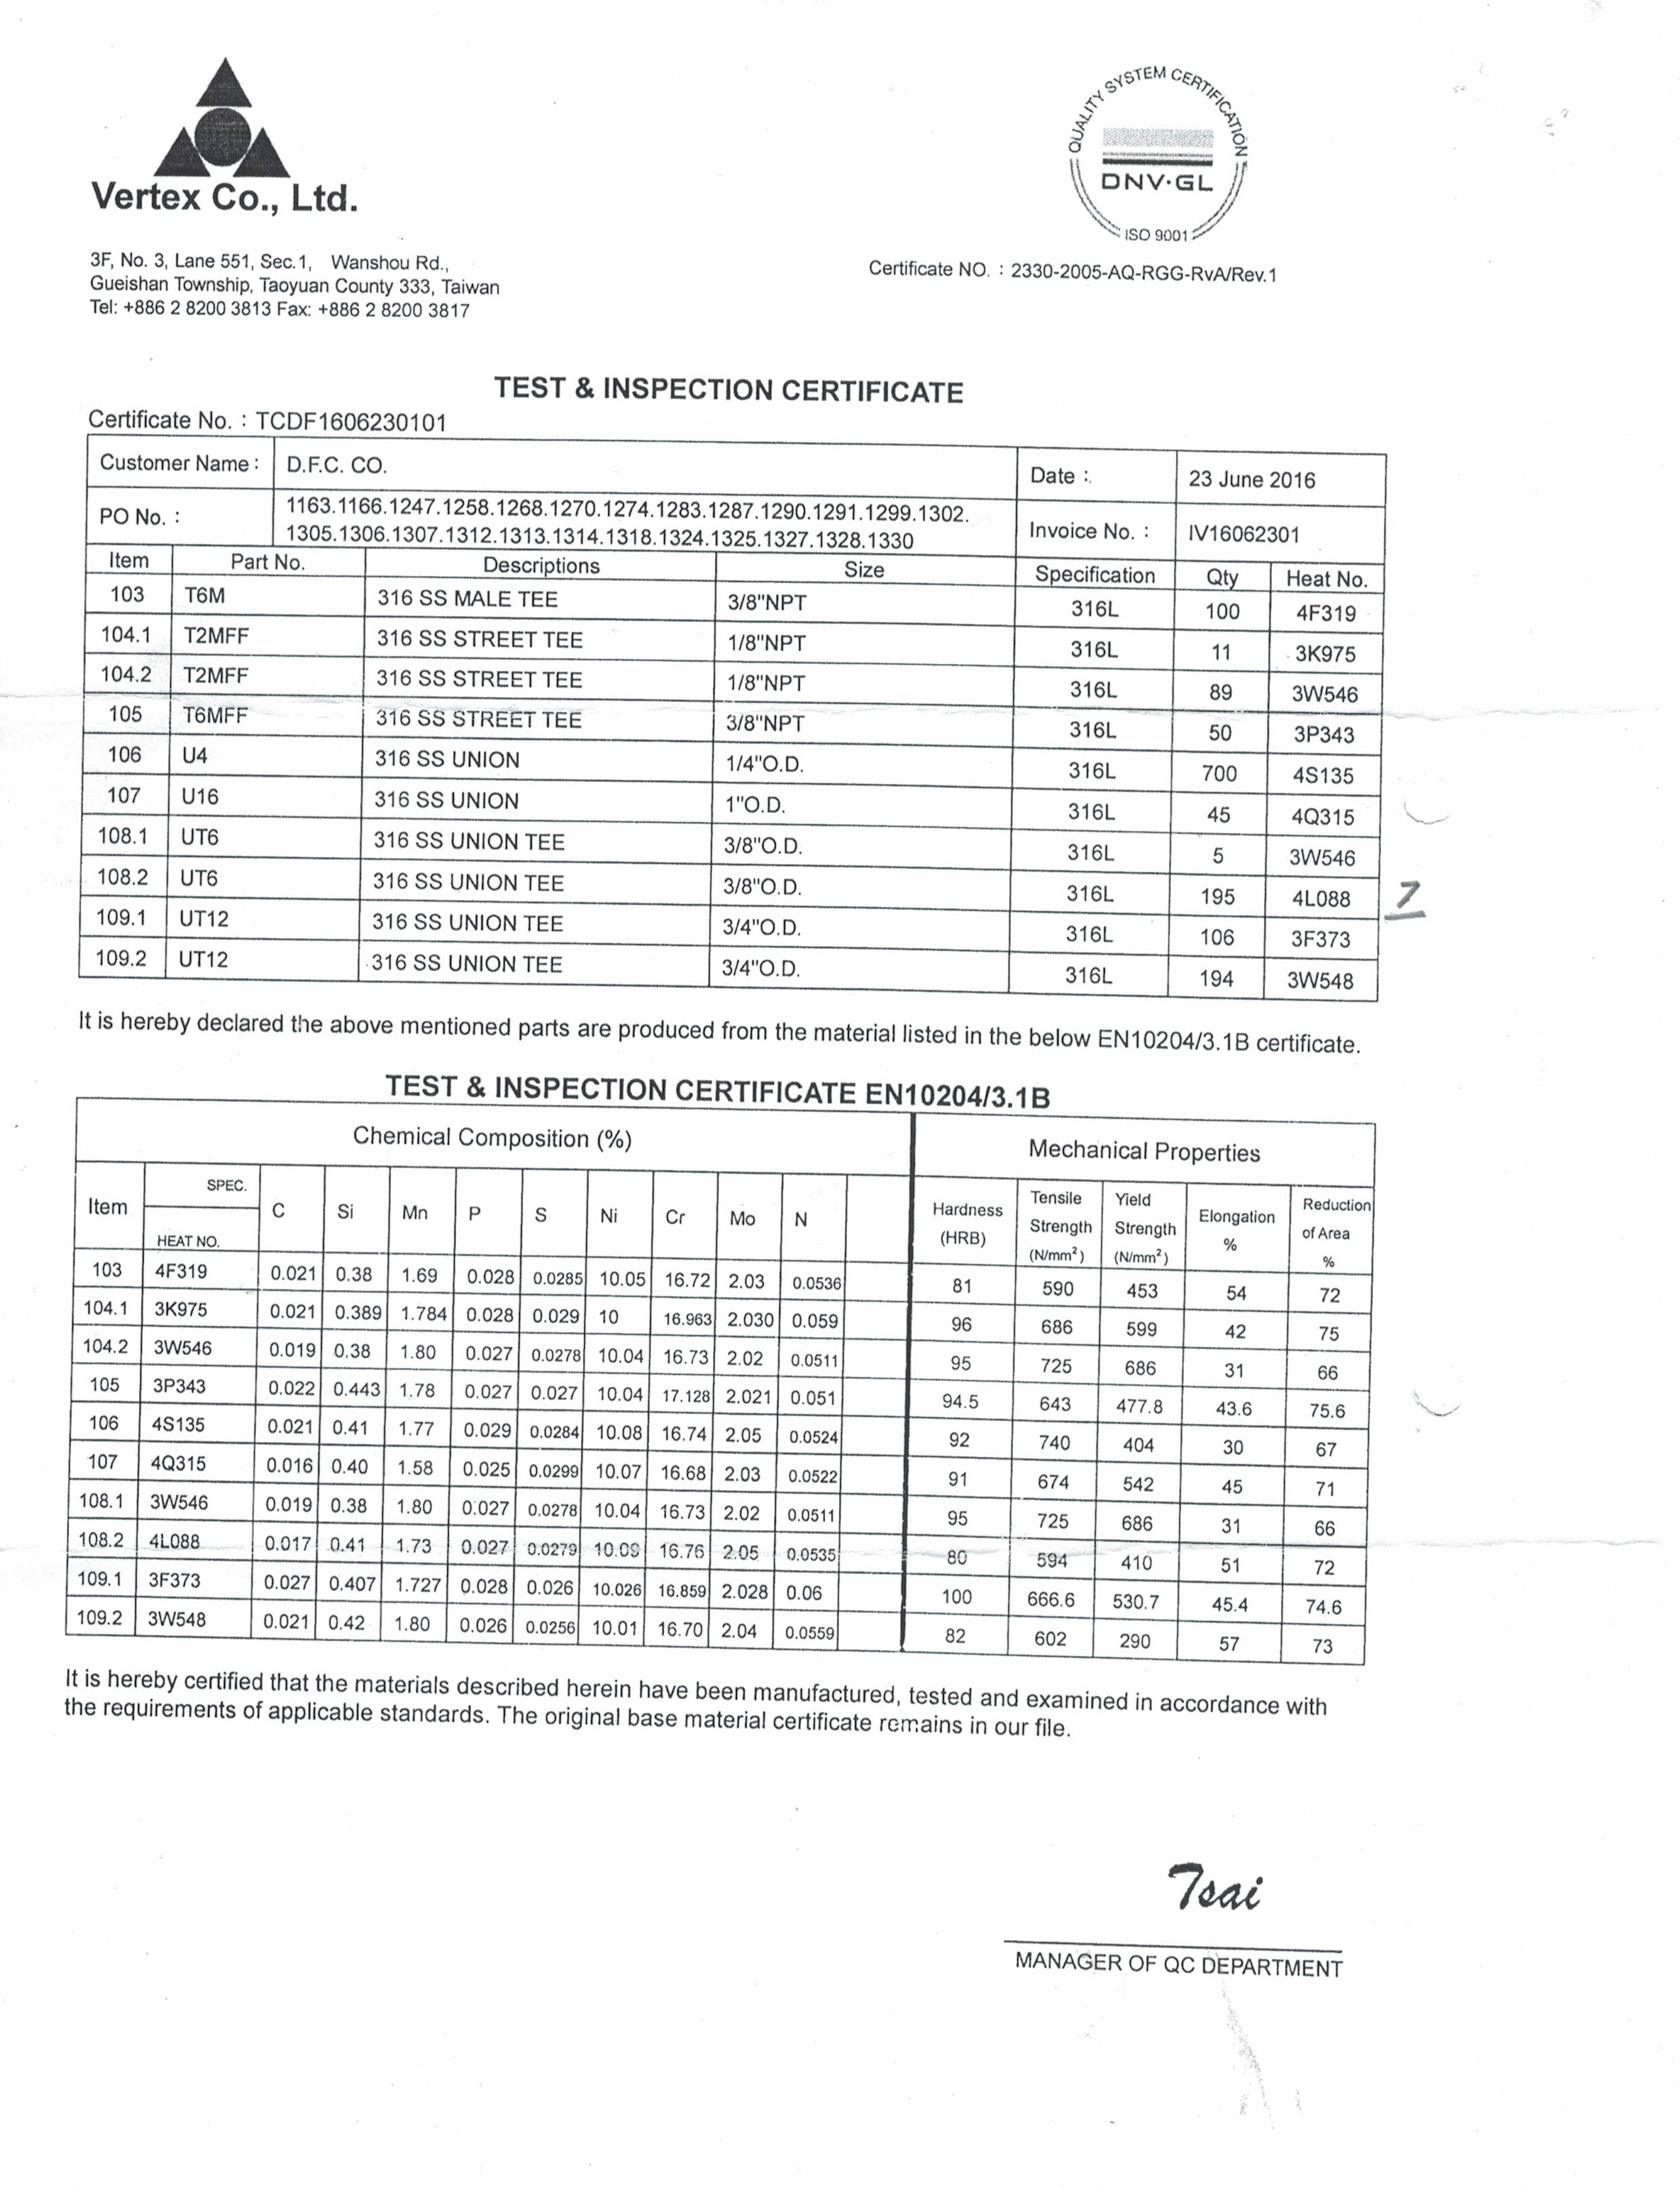 QUALITY SYSTEM CERTIFICATION
DNV·GL
ISO 9001
Vertex Co., Ltd.
3F, No. 3, Lane 551, Sec.1, Wanshou Rd.,
Gueishan Township, Taoyuan County 333, Taiwan
Tel: +886 2 8200 3813 Fax: +886 2 8200 3817
Certificate NO. : 2330-2005-AQ-RGG-RvA/Rev.1
TEST & INSPECTION CERTIFICATE
Certificate No. : TCDF1606230101
Customer Name : D.F.C. CO. Date : 23 June 2016
PO No. : 1163.1166.1247.1258.1268.1270.1274.1283.1287.1290.1291.1299.1302.
1305.1306.1307.1312.1313.1314.1318.1324.1325.1327.1328.1330 Invoice No. : IV16062301
Item Part No. Descriptions Size Specification Qty Heat No.
103 T6M 316 SS MALE TEE 3/8"NPT 316L 100 4F319
104.1 T2MFF 316 SS STREET TEE 1/8"NPT 316L 11 3K975
104.2 T2MFF 316 SS STREET TEE 1/8"NPT 316L 89 3W546
105 T6MFF 316 SS STREET TEE 3/8"NPT 316L 50 3P343
106 U4 316 SS UNION 1/4"O.D. 316L 700 4S135
107 U16 316 SS UNION 1"O.D. 316L 45 4Q315
108.1 UT6 316 SS UNION TEE 3/8"O.D. 316L 5 3W546
108.2 UT6 316 SS UNION TEE 3/8"O.D. 316L 195 4L088
109.1 UT12 316 SS UNION TEE 3/4"O.D. 316L 106 3F373
109.2 UT12 316 SS UNION TEE 3/4"O.D. 316L 194 3W548
It is hereby declared the above mentioned parts are produced from the material listed in the below EN10204/3.1B certificate.
TEST & INSPECTION CERTIFICATE EN10204/3.1B
Chemical Composition (%) Mechanical Properties
Item SPEC. HEAT NO. C Si Mn P S Ni Cr Mo N Hardness (HRB) Tensile Strength (N/mm²) Yield Strength (N/mm²) Elongation % Reduction of Area %
103 4F319 0.021 0.38 1.69 0.028 0.0285 10.05 16.72 2.03 0.0536 81 590 453 54 72
104.1 3K975 0.021 0.389 1.784 0.028 0.029 10 16.963 2.030 0.059 96 686 599 42 75
104.2 3W546 0.019 0.38 1.80 0.027 0.0278 10.04 16.73 2.02 0.0511 95 725 686 31 66
105 3P343 0.022 0.443 1.78 0.027 0.027 10.04 17.128 2.021 0.051 94.5 643 477.8 43.6 75.6
106 4S135 0.021 0.41 1.77 0.029 0.0284 10.08 16.74 2.05 0.0524 92 740 404 30 67
107 4Q315 0.016 0.40 1.58 0.025 0.0299 10.07 16.68 2.03 0.0522 91 674 542 45 71
108.1 3W546 0.019 0.38 1.80 0.027 0.0278 10.04 16.73 2.02 0.0511 95 725 686 31 66
108.2 4L088 0.017 0.41 1.73 0.027 0.0279 10.09 16.76 2.05 0.0535 80 594 410 51 72
109.1 3F373 0.027 0.407 1.727 0.028 0.026 10.026 16.859 2.028 0.06 100 666.6 530.7 45.4 74.6
109.2 3W548 0.021 0.42 1.80 0.026 0.0256 10.01 16.70 2.04 0.0559 82 602 290 57 73
It is hereby certified that the materials described herein have been manufactured, tested and examined in accordance with
the requirements of applicable standards. The original base material certificate remains in our file.
Tsai
MANAGER OF QC DEPARTMENT